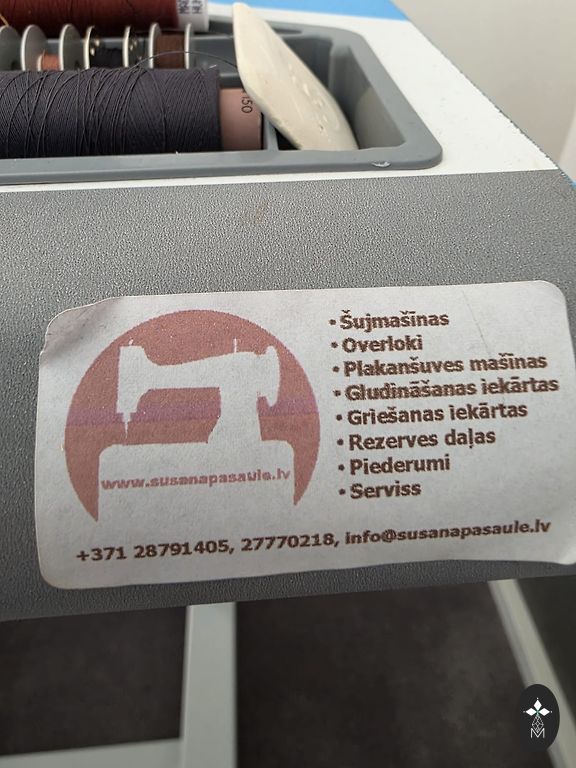 150
• Šujmašīnas
• Overloki
• Plakanšuves mašīnas
• Gludināšanas iekārtas
• Griešanas iekārtas
• Rezerves daļas
• Piederumi
• Serviss
www.susanapasaule.lv
+371 28791405, 27770218, info@susanapasaule.lv
M